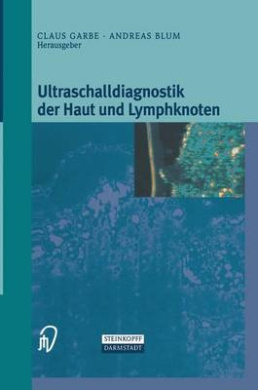 CLAUS GARBE · ANDREAS BLUM
Herausgeber
Ultraschalldiagnostik
der Haut und Lymphknoten
STEINKOPFF
DARMSTADT